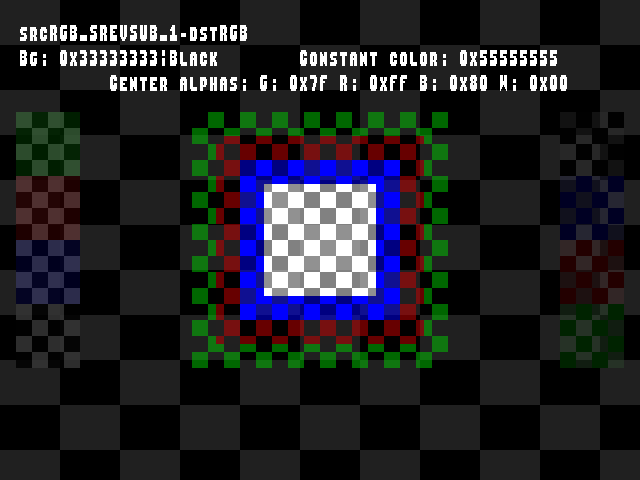 srcRGB_SREVSUB_1-dstRGB
Bg: 0x33333333;Black Constant color: 0x55555555
Center alphas: G: 0x7f R: 0xff B: 0x80 W: 0x00